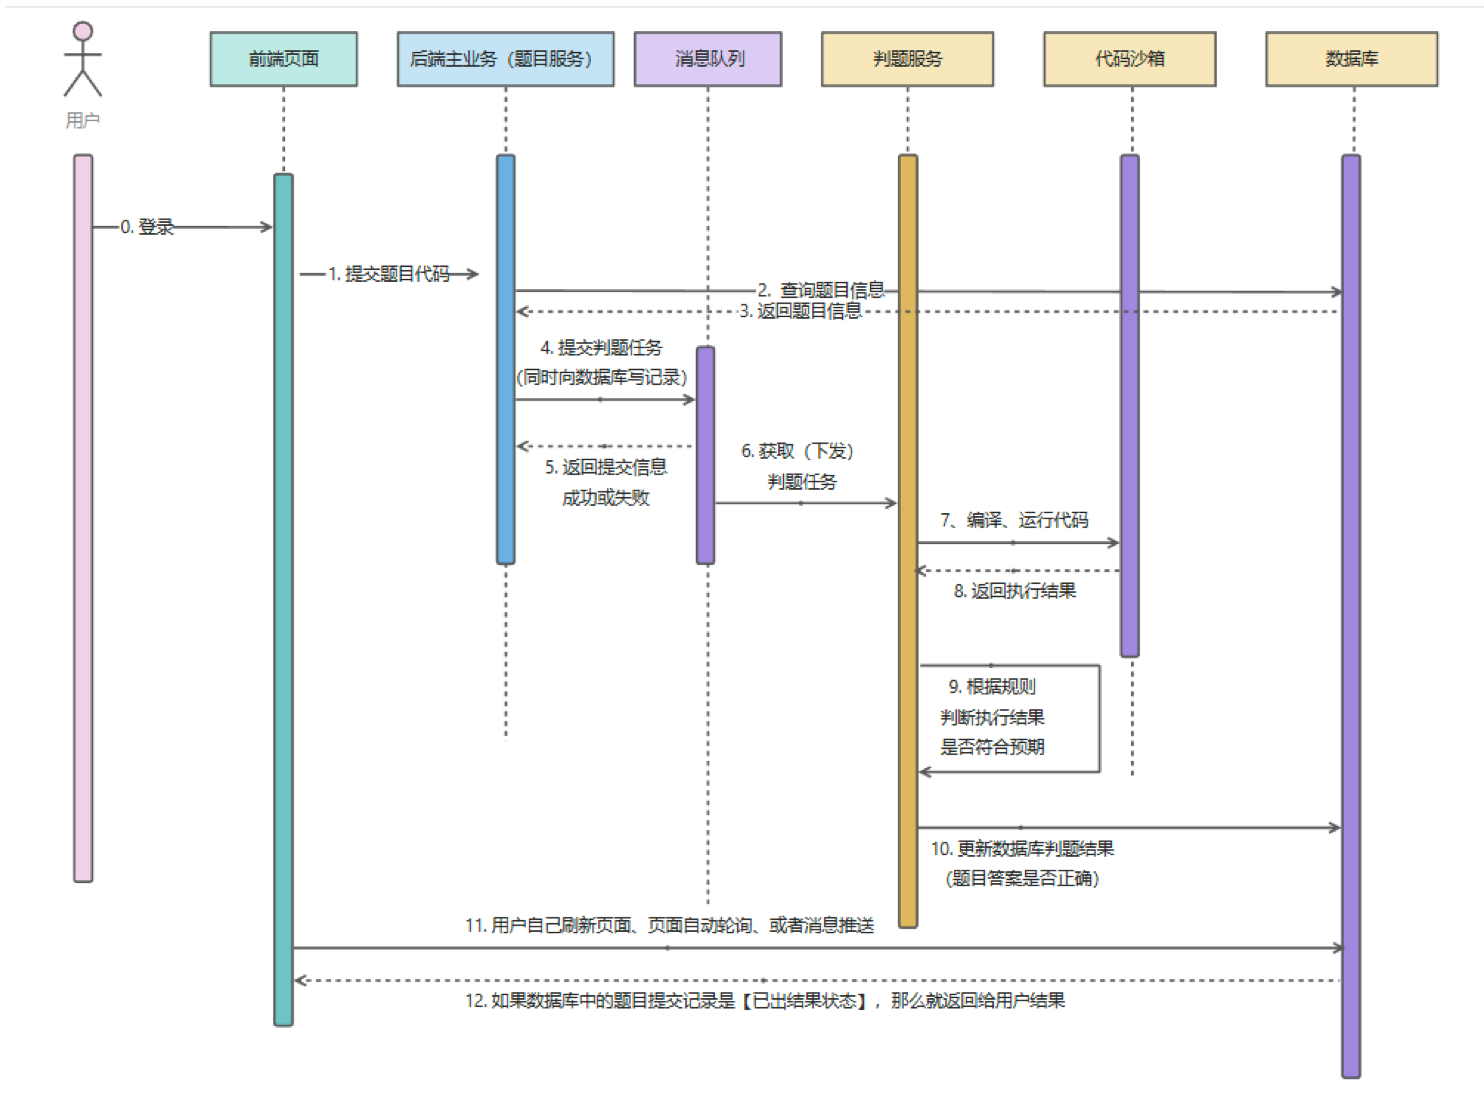 前端页面
后端主业务（题目服务）
消息队列
判题服务
代码沙箱
数据库
用户
0. 登录
1. 提交题目代码
2. 查询题目信息
3. 返回题目信息
4. 提交判题任务
(同时向数据库写记录)
5. 返回提交信息
成功或失败
6. 获取（下发）
判题任务
7、编译、运行代码
8. 返回执行结果
9. 根据规则
判断执行结果
是否符合预期
10. 更新数据库判题结果
(题目答案是否正确)
11. 用户自己刷新页面、页面自动轮询、或者消息推送
12. 如果数据库中的题目提交记录是【已出结果状态】，那么就返回给用户结果